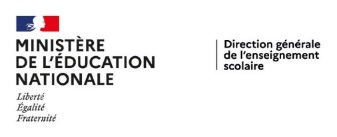 MINISTÈRE
DE L'ÉDUCATION
NATIONALE
Liberté
Égalité
Fraternité
Direction générale
de l'enseignement
scolaire